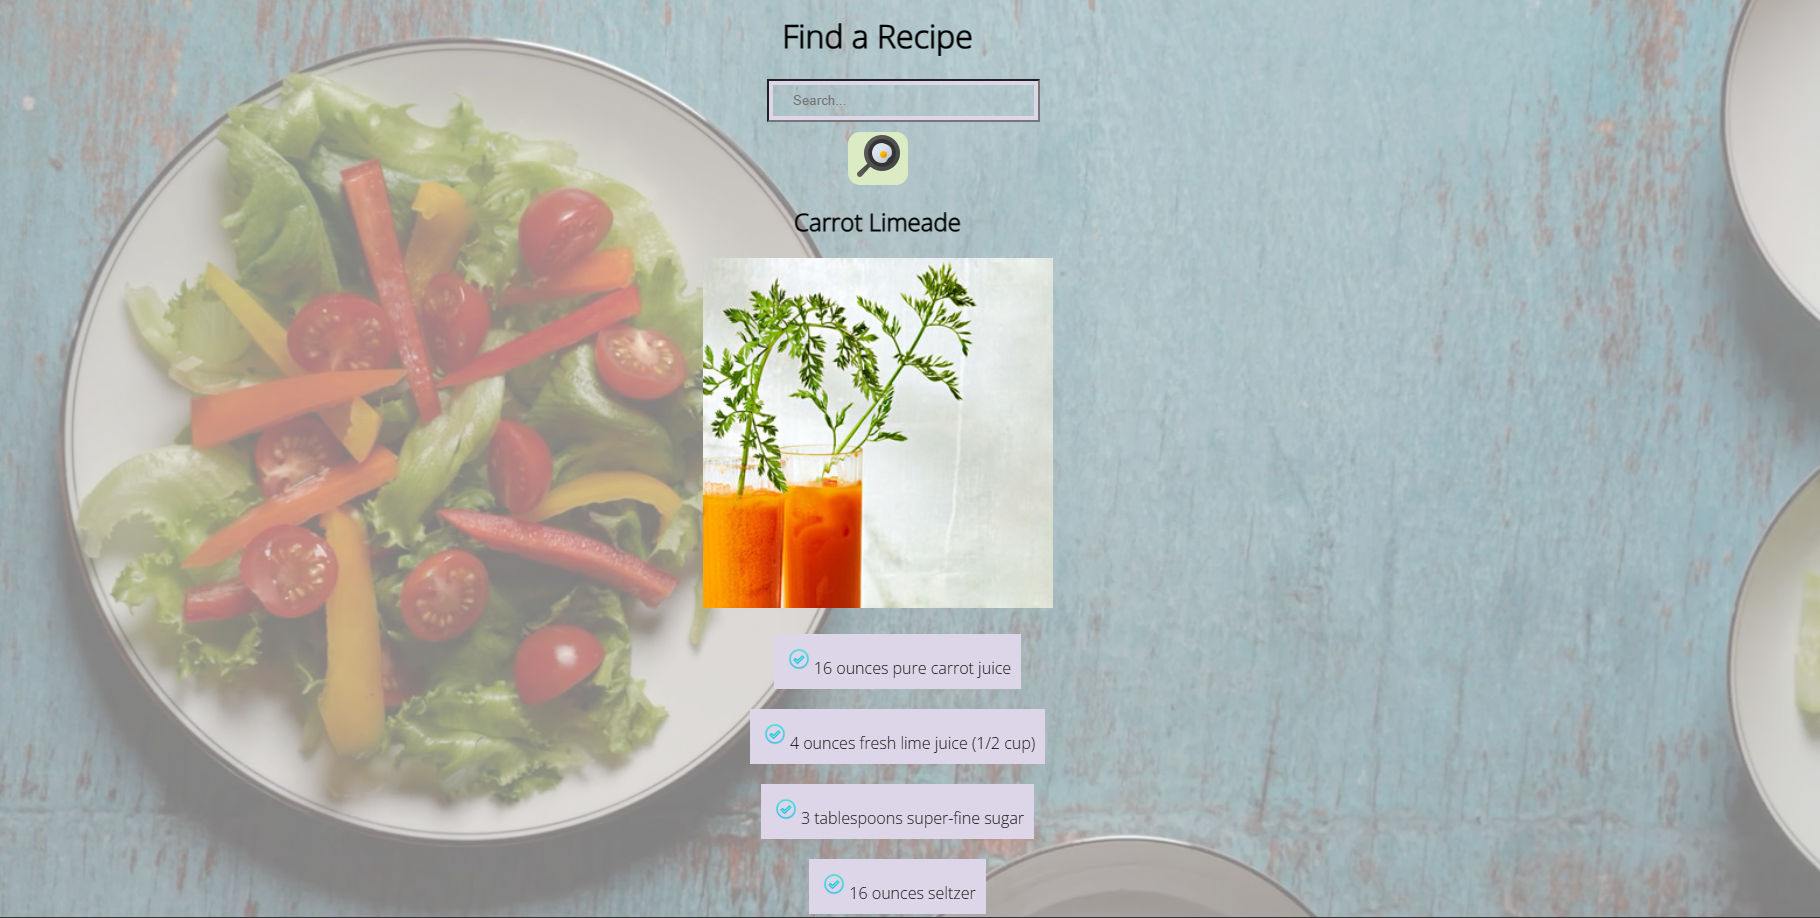 Find a Recipe
Search...
Carrot Limeade
16 ounces pure carrot juice
4 ounces fresh lime juice (1/2 cup)
3 tablespoons super-fine sugar
16 ounces seltzer